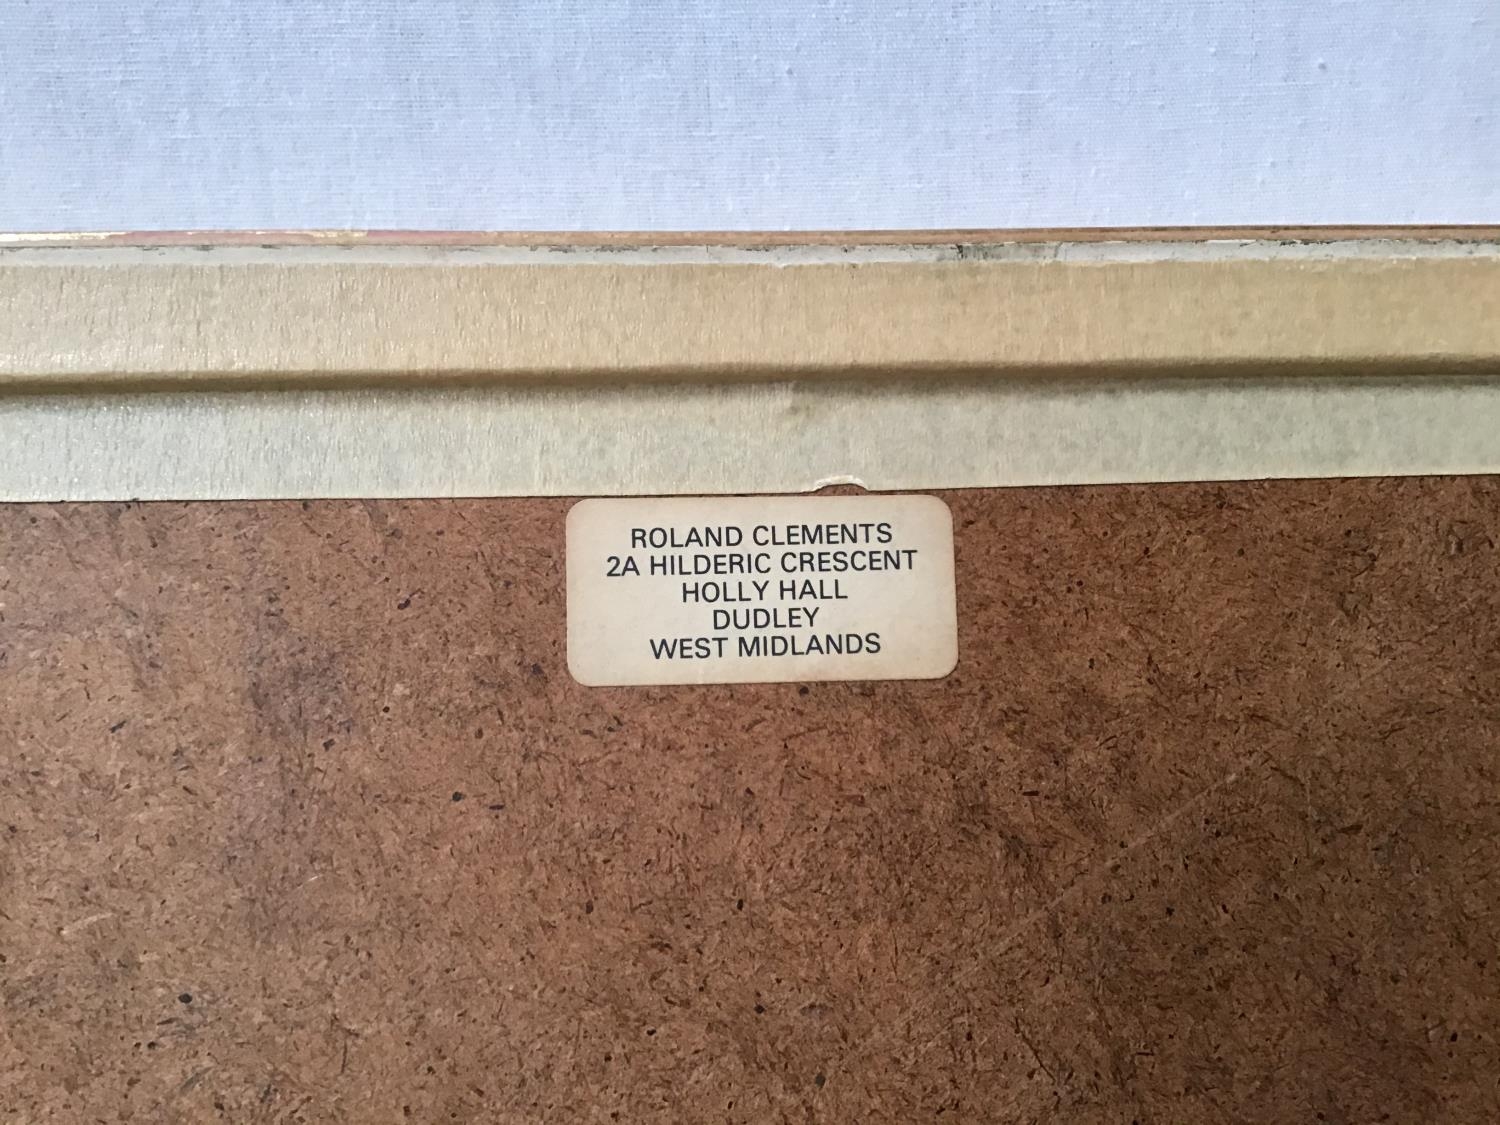 ROLAND CLEMENTS
2A HILDERIC CRESCENT
HOLLY HALL
DUDLEY
WEST MIDLANDS